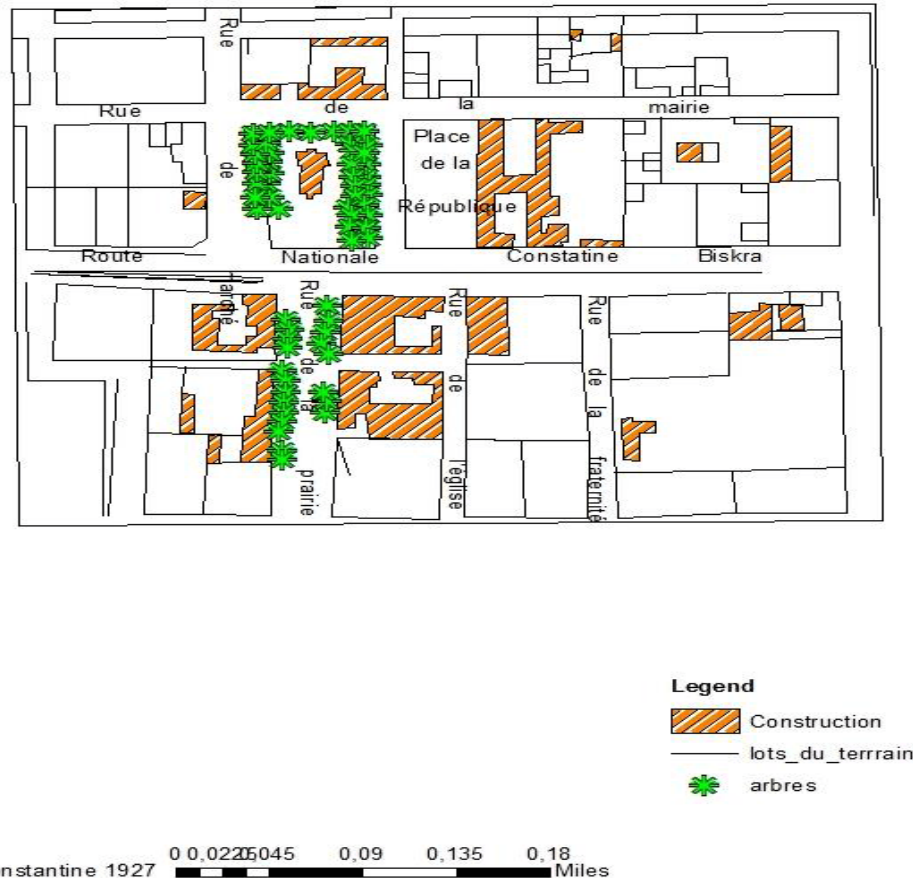 Rue
Rue de la mairie
de
Place
de la
République
Route Nationale Constatine Biskra
marché
Rue
de
la
prairie
Rue
de
l'église
Rue
de
la
fraternité
Legend
Construction
lots_du_terrrain
arbres
nstantine 1927
0 0,0225 0,045 0,09 0,135 0,18
Miles